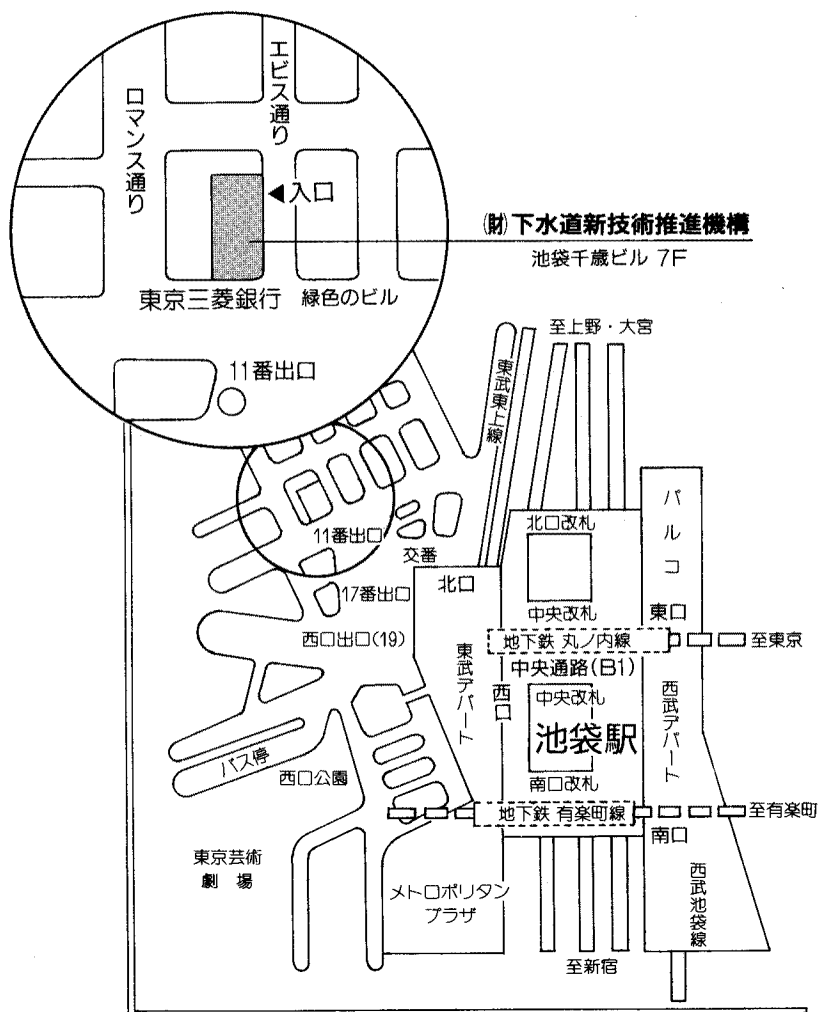 エビス通り
ロマンス通り
◀入口
(財)下水道新技術推進機構
池袋千歳ビル 7F
東京三菱銀行
緑色のビル
11番出口
至上野・大宮
東武東上線
パルコ
北口改札
11番出口
交番
北口
17番出口
中央改札
東口
西口出口(19)
地下鉄 丸ノ内線
至東京
中央通路(B1)
東武デパート
西口
中央改札
西武デパート
池袋駅
バス停
西口公園
南口改札
地下鉄 有楽町線
至有楽町
南口
東京芸術
劇場
メトロポリタン
プラザ
西武池袋線
至新宿